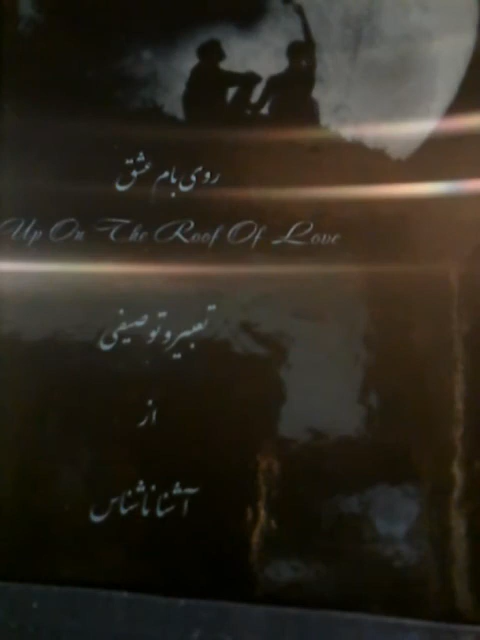 روی بام عشق
Up On The Roof Of Love
تعبیر و توصیفی
از
آشنا ناشناس